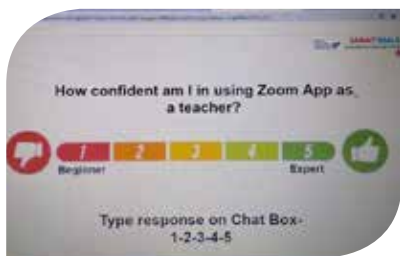 How confident am I in using Zoom App as
a teacher?
1 2 3 4 5
Beginner Expert
Type response on Chat Box-
1-2-3-4-5